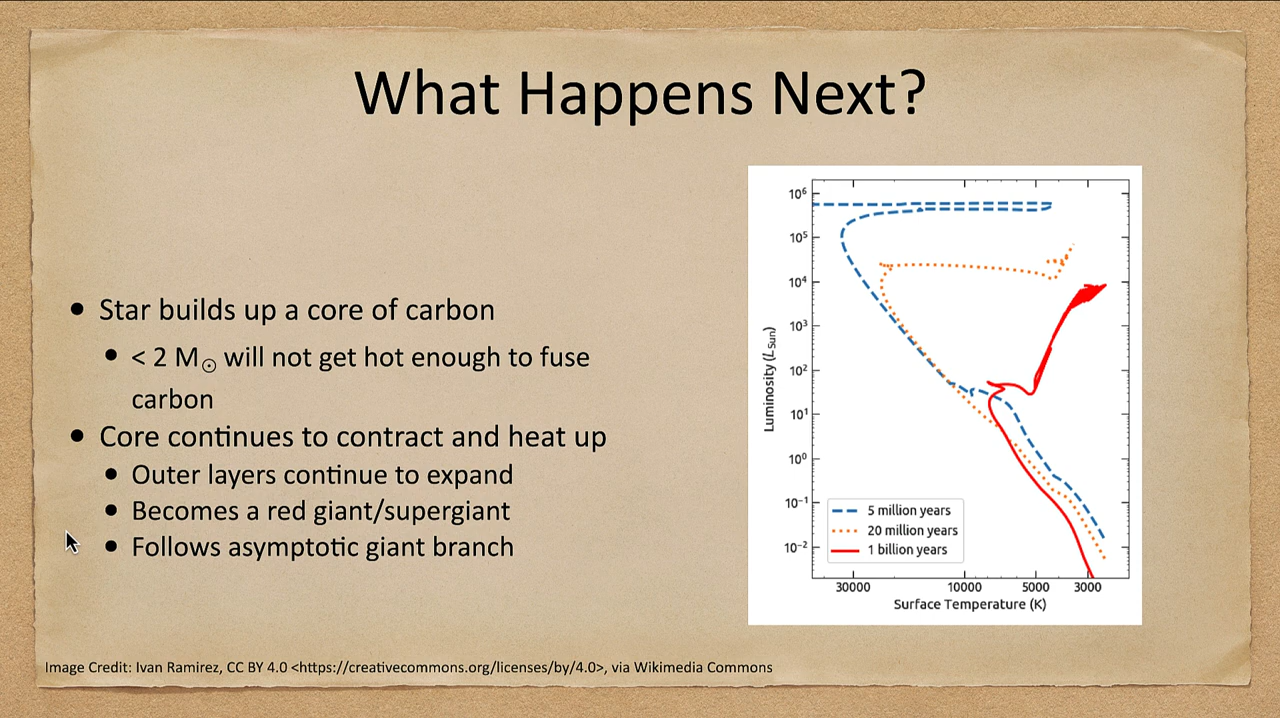 What Happens Next?
• Star builds up a core of carbon
• < 2 M☉ will not get hot enough to fuse
carbon
• Core continues to contract and heat up
• Outer layers continue to expand
• Becomes a red giant/supergiant
• Follows asymptotic giant branch
10⁶
10⁵
10⁴
10³
10²
10¹
10⁰
10⁻¹
10⁻²
Luminosity (L Sun)
5 million years
20 million years
1 billion years
30000 10000 5000 3000
Surface Temperature (K)
Image Credit: Ivan Ramirez, CC BY 4.0 <https://creativecommons.org/licenses/by/4.0>, via Wikimedia Commons